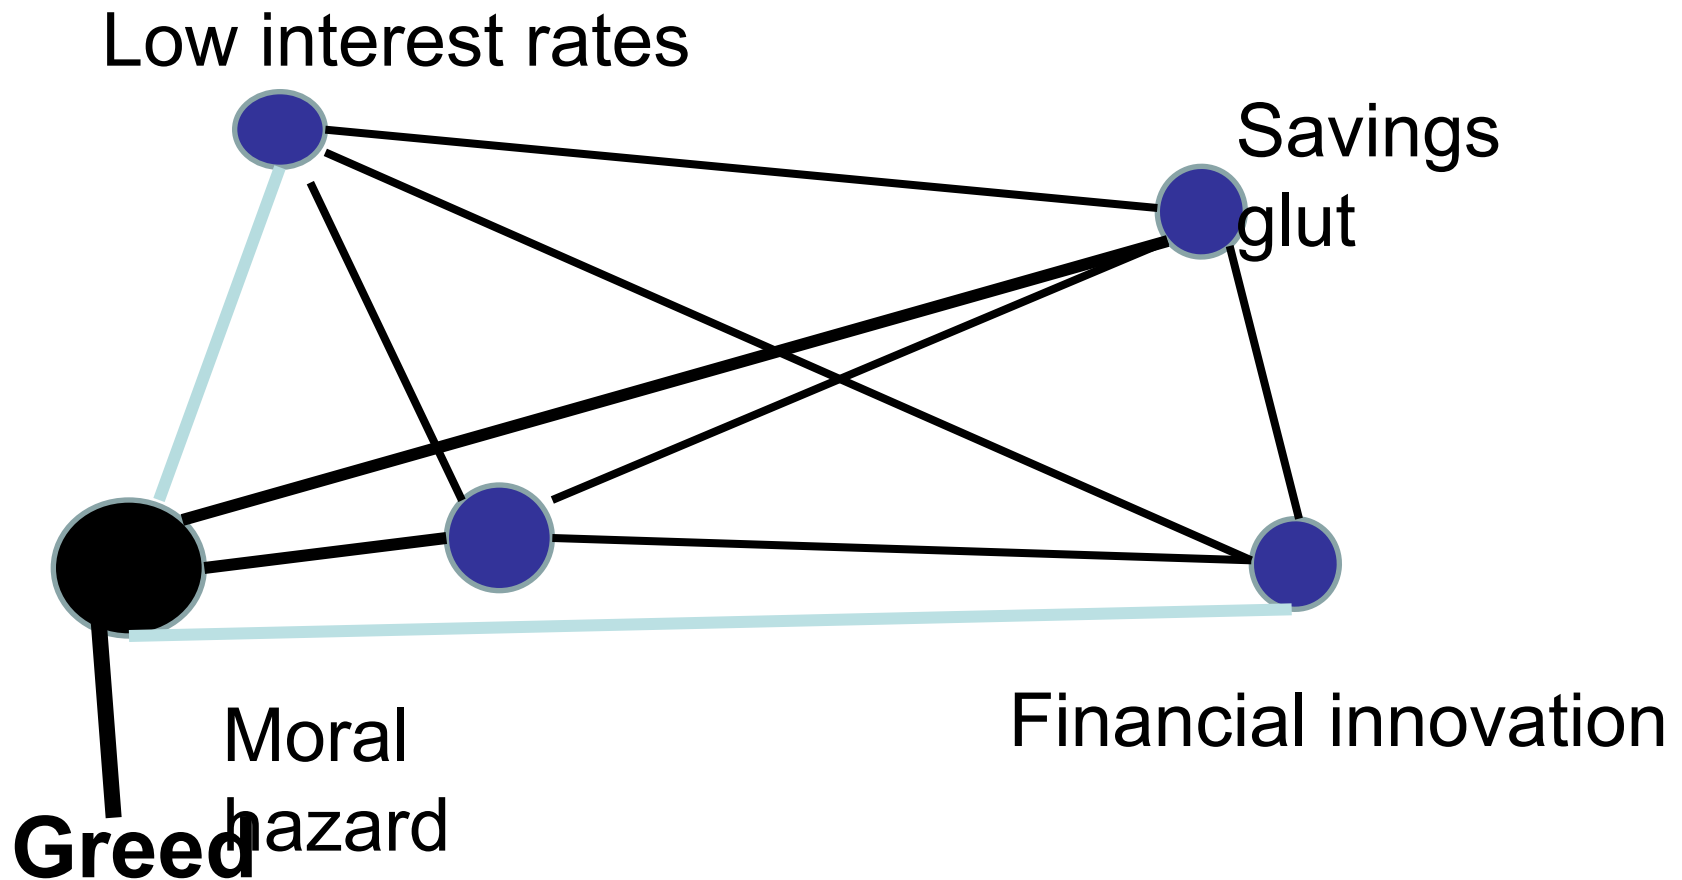 Low interest rates
Savings
glut
Financial innovation
Moral
hazard
Greed